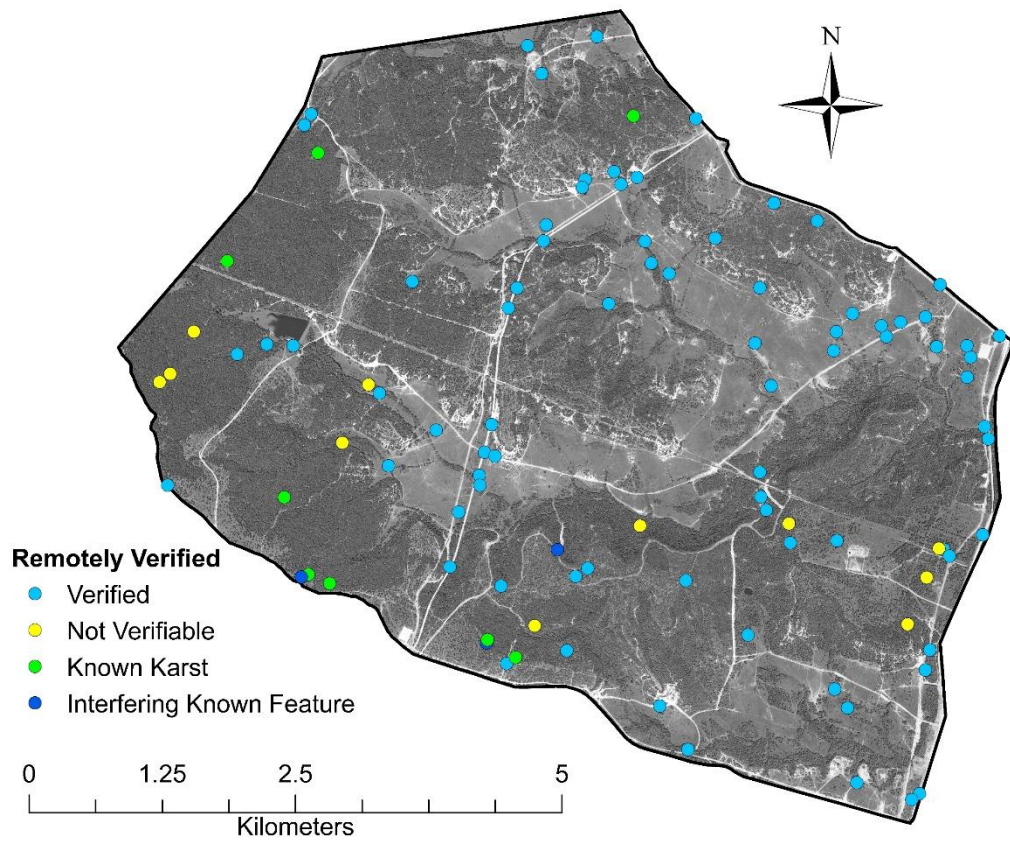 N
Remotely Verified
Verified
Not Verifiable
Known Karst
Interfering Known Feature
0 1.25 2.5 5
Kilometers